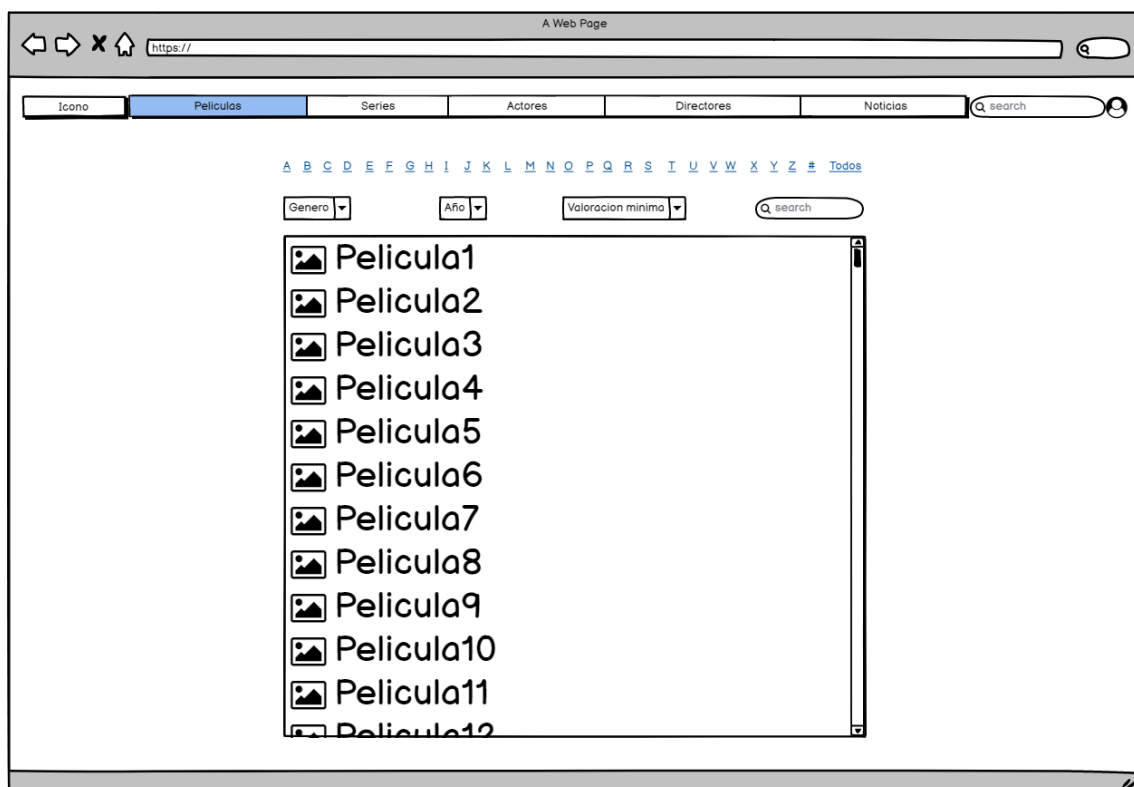 A Web Page
https://
Icono Peliculas Series Actores Directores Noticias search
A B C D E F G H I J K L M N O P Q R S T U V W X Y Z # Todos
Genero Año Valoracion minima search
Pelicula1
Pelicula2
Pelicula3
Pelicula4
Pelicula5
Pelicula6
Pelicula7
Pelicula8
Pelicula9
Pelicula10
Pelicula11
Pelicula12